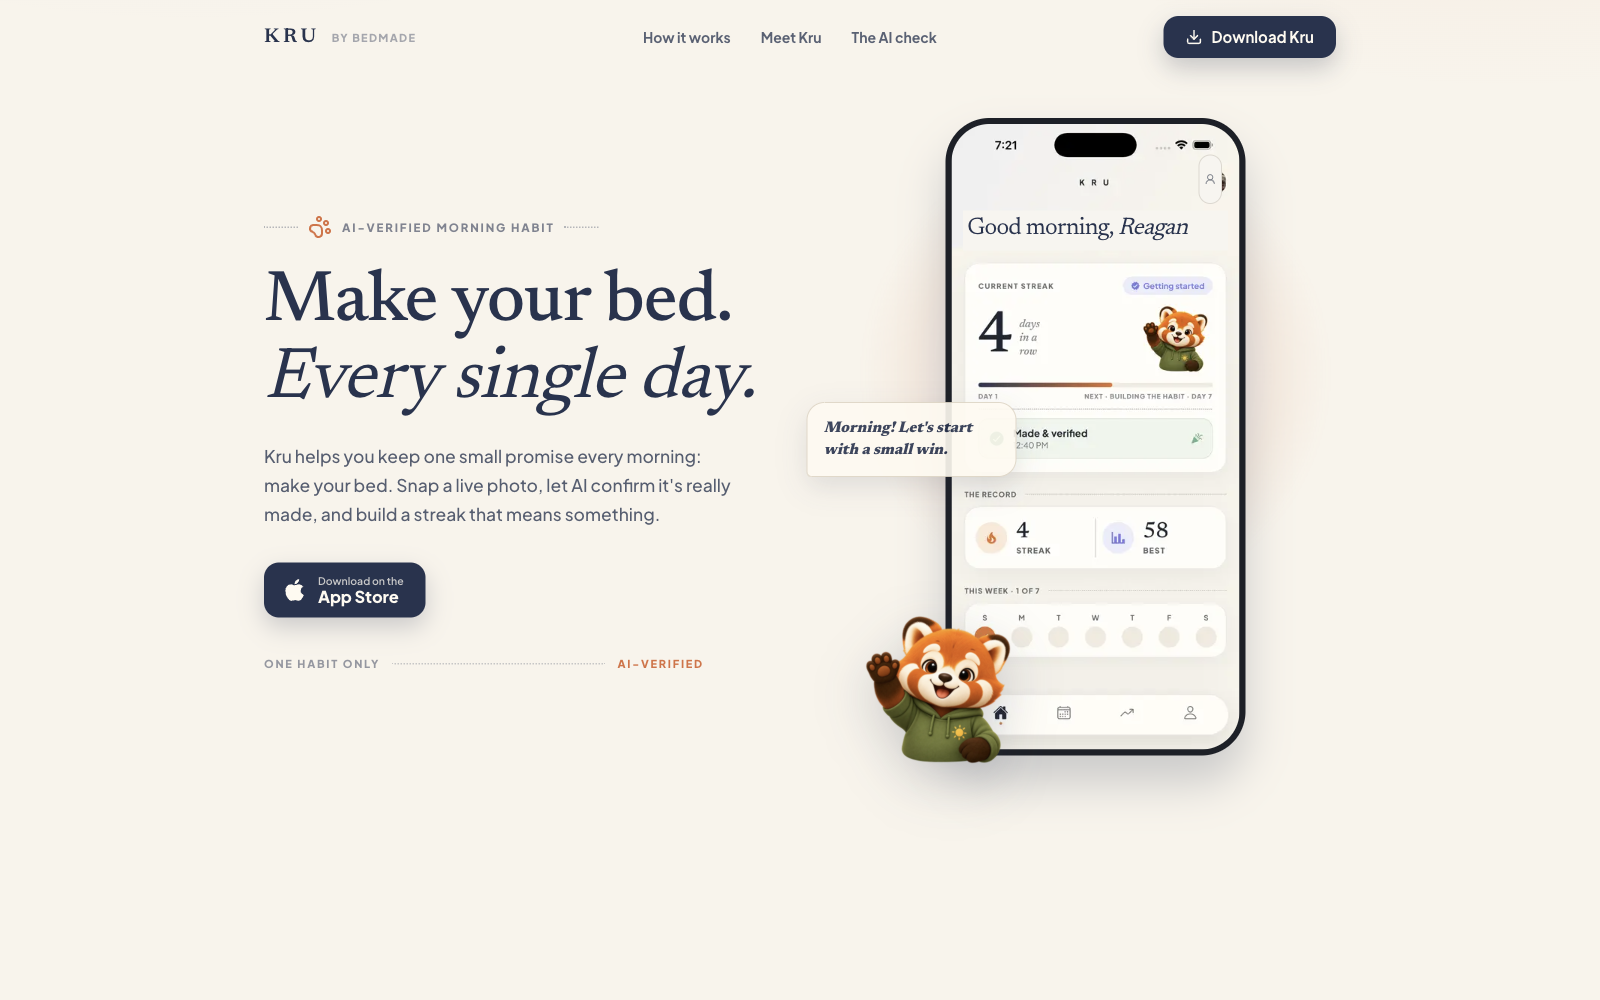 KRU BY BEDMADE
How it works
Meet Kru
The AI check
Download Kru
AI-VERIFIED MORNING HABIT
Make your bed.
Every single day.
Kru helps you keep one small promise every morning:
make your bed. Snap a live photo, let AI confirm it's really
made, and build a streak that means something.
Download on the
App Store
ONE HABIT ONLY
AI-VERIFIED
7:21
KRU
Good morning, Reagan
CURRENT STREAK
Getting started
4
days
in a
row
DAY 1
NEXT · BUILDING THE HABIT · DAY 7
Morning! Let's start
with a small win.
Made & verified
2:40 PM
THE RECORD
4
STREAK
58
BEST
THIS WEEK · 1 OF 7
S M T W T F S